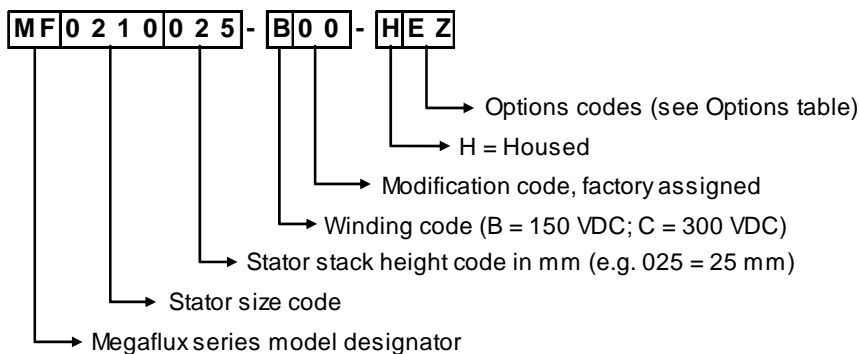 MF0210025-B00-HEZ
Options codes (see Options table)
H = Housed
Modification code, factory assigned
Winding code (B = 150 VDC; C = 300 VDC)
Stator stack height code in mm (e.g. 025 = 25 mm)
Stator size code
Megaflux series model designator